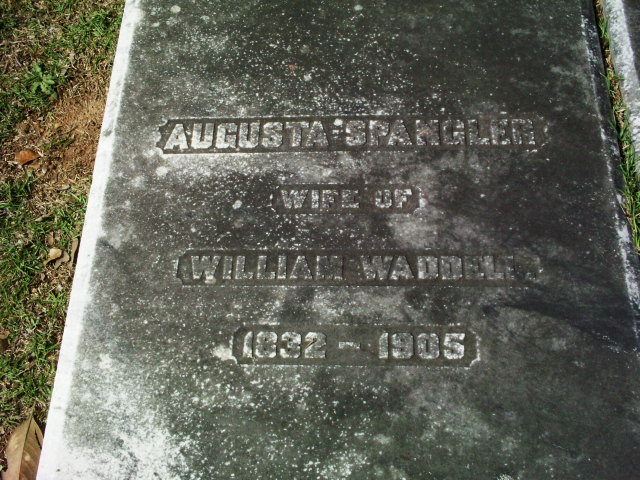 AUGUSTA SPANGLER
WIFE OF
WILLIAM WADDELL
1832 - 1905